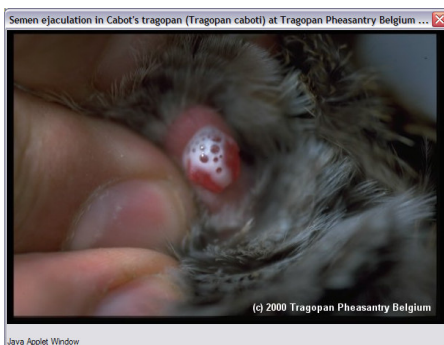 Semen ejaculation in Cabot's tragopan (Tragopan caboti) at Tragopan Pheasantry Belgium ...
(c) 2000 Tragopan Pheasantry Belgium
Java Applet Window